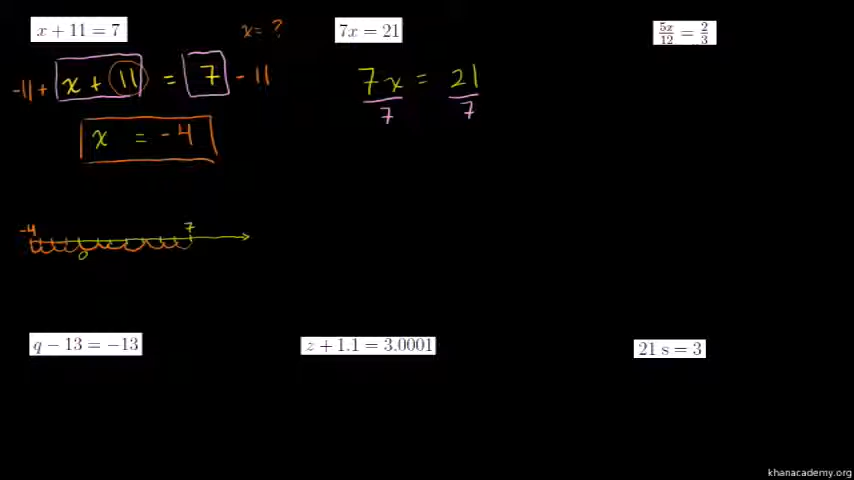 x + 11 = 7
x = ?
-11 + x + 11 = 7 - 11
x = -4
-4 0 7
7x = 21
7x = 21
7 7
5x/12 = 2/3
q − 13 = −13
z + 1.1 = 3.0001
21 s = 3
khanacademy.org